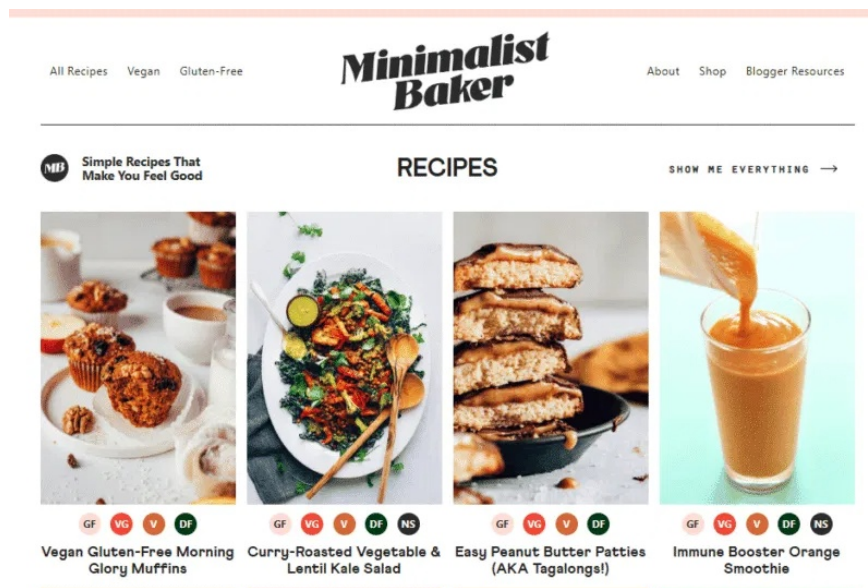 All Recipes Vegan Gluten-Free
Minimalist
Baker
About Shop Blogger Resources
MB
Simple Recipes That
Make You Feel Good
RECIPES
SHOW ME EVERYTHING →
GF VG V DF
Vegan Gluten-Free Morning
Glory Muffins
GF VG V DF NS
Curry-Roasted Vegetable &
Lentil Kale Salad
GF VG V DF
Easy Peanut Butter Patties
(AKA Tagalongs!)
GF VG V DF NS
Immune Booster Orange
Smoothie